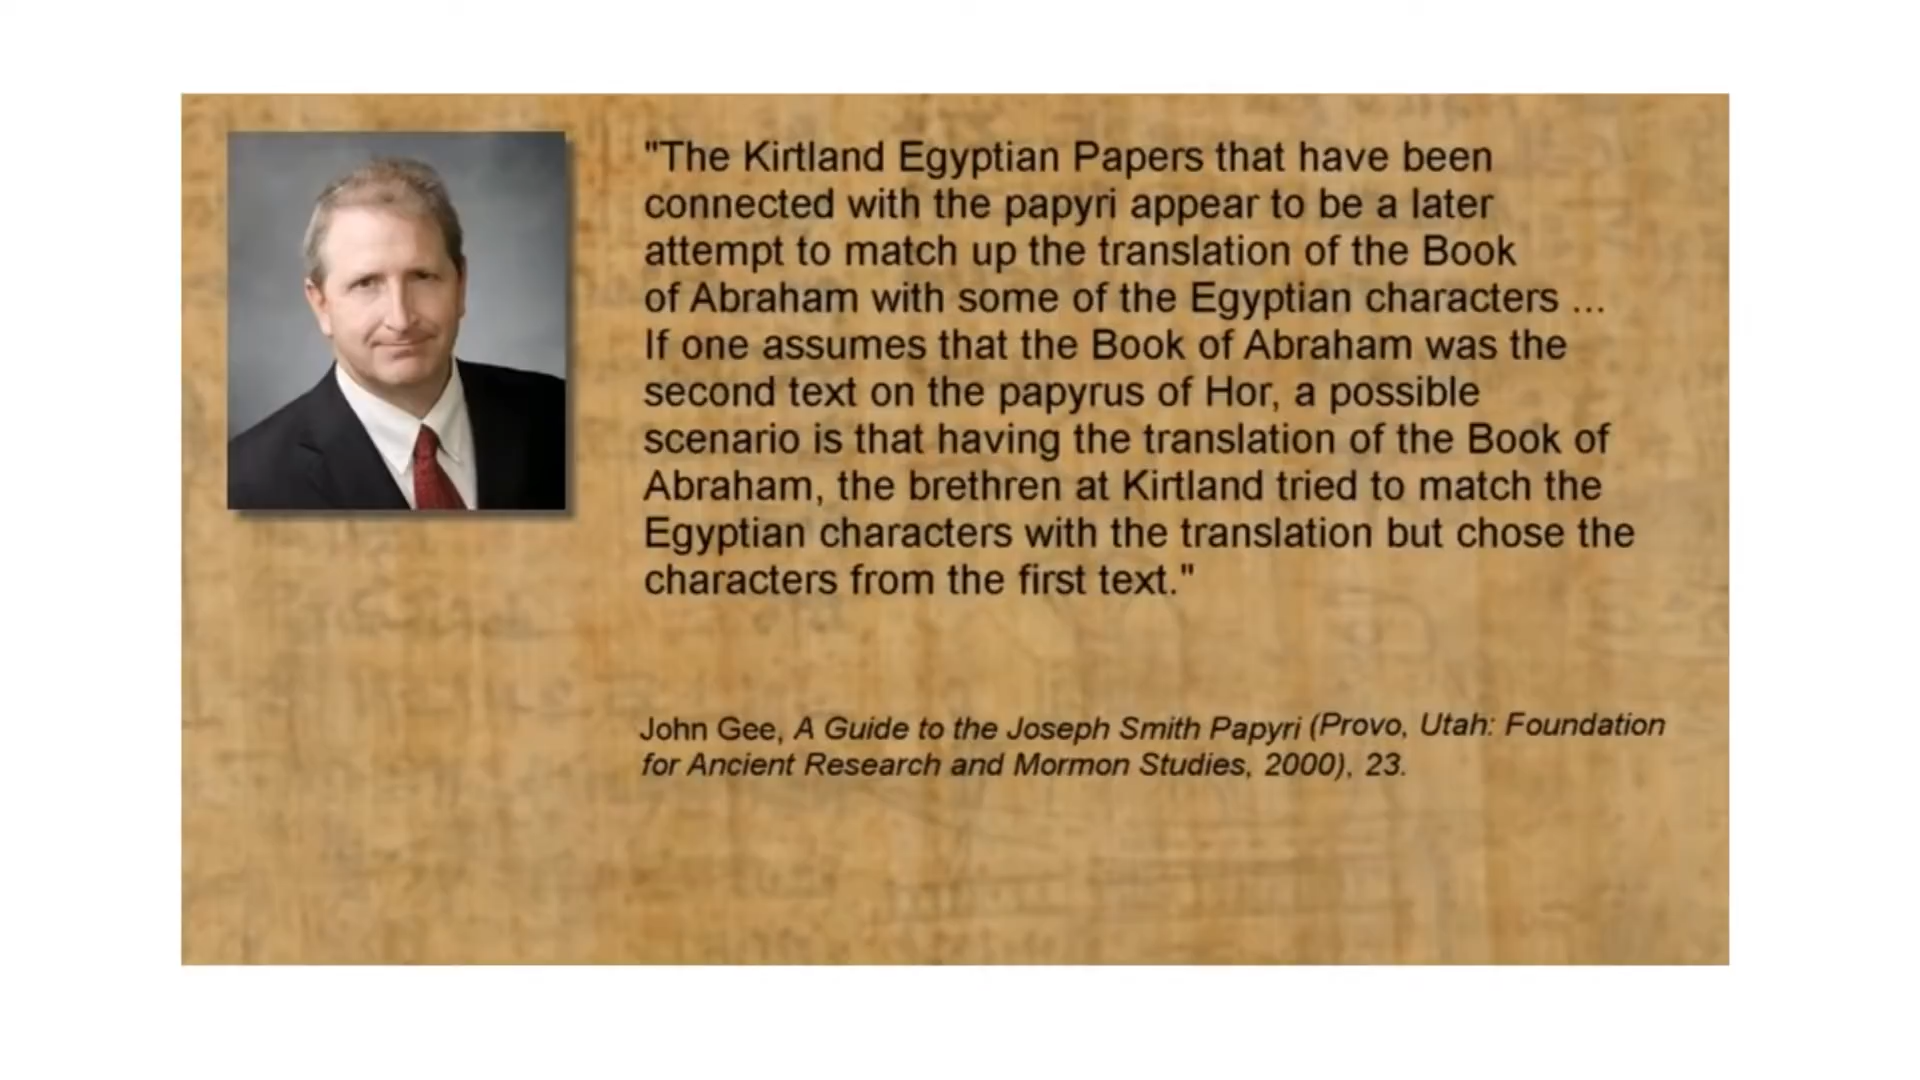 "The Kirtland Egyptian Papers that have been
connected with the papyri appear to be a later
attempt to match up the translation of the Book
of Abraham with some of the Egyptian characters ...
If one assumes that the Book of Abraham was the
second text on the papyrus of Hor, a possible
scenario is that having the translation of the Book of
Abraham, the brethren at Kirtland tried to match the
Egyptian characters with the translation but chose the
characters from the first text."
John Gee, A Guide to the Joseph Smith Papyri (Provo, Utah: Foundation
for Ancient Research and Mormon Studies, 2000), 23.